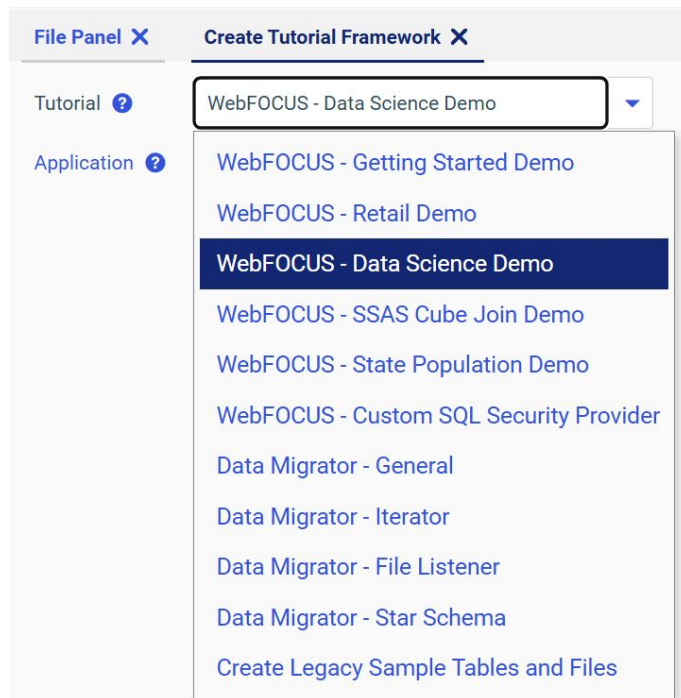 File Panel X Create Tutorial Framework X
Tutorial ? WebFOCUS - Data Science Demo
Application ? WebFOCUS - Getting Started Demo
WebFOCUS - Retail Demo
WebFOCUS - Data Science Demo
WebFOCUS - SSAS Cube Join Demo
WebFOCUS - State Population Demo
WebFOCUS - Custom SQL Security Provider
Data Migrator - General
Data Migrator - Iterator
Data Migrator - File Listener
Data Migrator - Star Schema
Create Legacy Sample Tables and Files